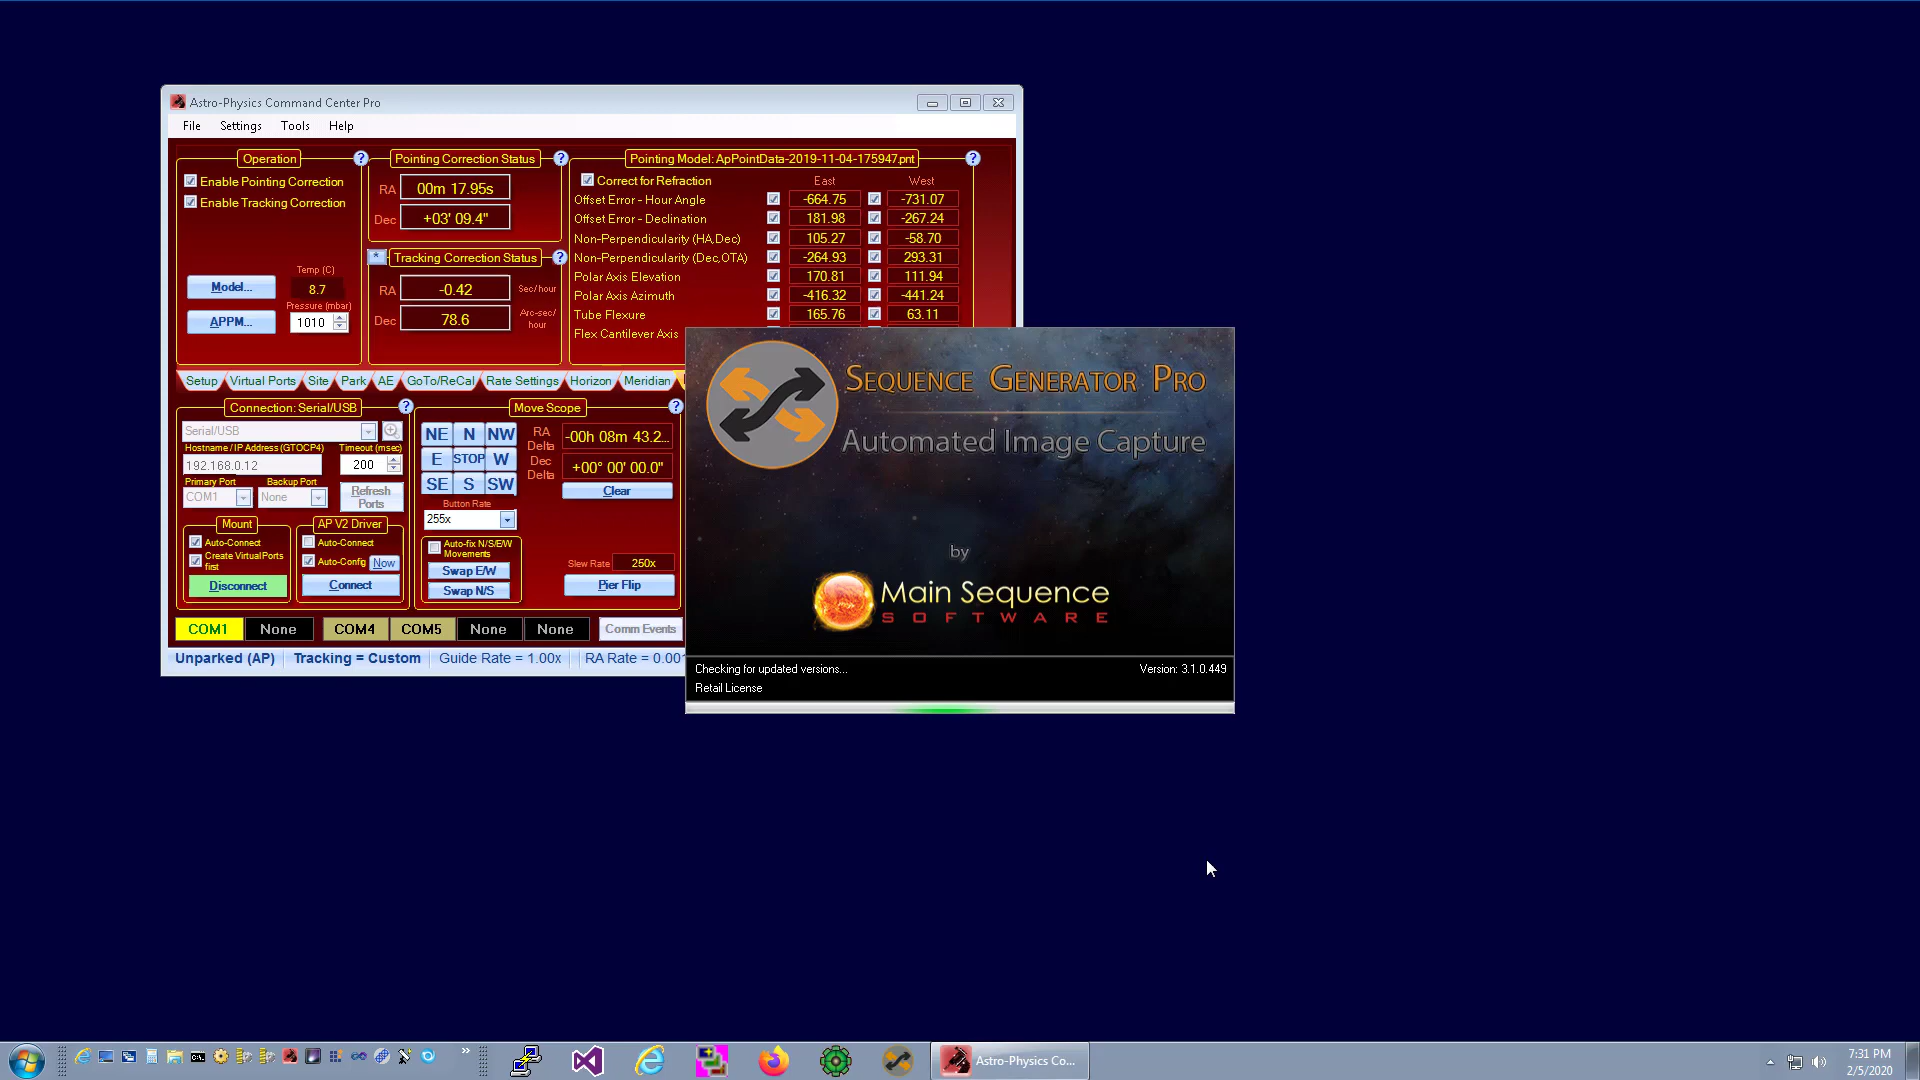 Astro-Physics Command Center Pro
File Settings Tools Help
Operation
Enable Pointing Correction
Enable Tracking Correction
Temp (C)
8.7
Model...
Pressure (mbar)
1010
APPM...
Pointing Correction Status
RA 00m 17.95s
Dec +03' 09.4"
* Tracking Correction Status
RA -0.42 Sec/hour
Dec 78.6 Arc-sec/
hour
Pointing Model: ApPointData-2019-11-04-175947.pnt
Correct for Refraction East West
Offset Error - Hour Angle -664.75 -731.07
Offset Error - Declination 181.98 -267.24
Non-Perpendicularity (HA,Dec) 105.27 -58.70
Non-Perpendicularity (Dec,OTA) -264.93 293.31
Polar Axis Elevation 170.81 111.94
Polar Axis Azimuth -416.32 -441.24
Tube Flexure 165.76 63.11
Flex Cantilever Axis
Setup Virtual Ports Site Park AE GoTo/ReCal Rate Settings Horizon Meridian
Connection: Serial/USB
Serial/USB
Hostname / IP Address (GTOCP4) Timeout (msec)
192.168.0.12 200
Primary Port Backup Port
COM1 None
Refresh
Ports
Mount
Auto-Connect
Create Virtual Ports
first
Disconnect
AP V2 Driver
Auto-Connect
Auto-Config Now
Connect
Move Scope
NE N NW
E STOP W
SE S SW
Button Rate
255x
Auto-fix N/S/E/W
Movements
Swap E/W
Swap N/S
RA
Delta
-00h 08m 43.2...
Dec
Delta
+00° 00' 00.0"
Clear
Slew Rate 250x
Pier Flip
COM1 None COM4 COM5 None None Comm Events
Unparked (AP) Tracking = Custom Guide Rate = 1.00x RA Rate = 0.001
Sequence Generator Pro
Automated Image Capture
by
Main Sequence
SOFTWARE
Checking for updated versions... Version: 3.1.0.449
Retail License
Astro-Physics Co...
7:31 PM
2/5/2020